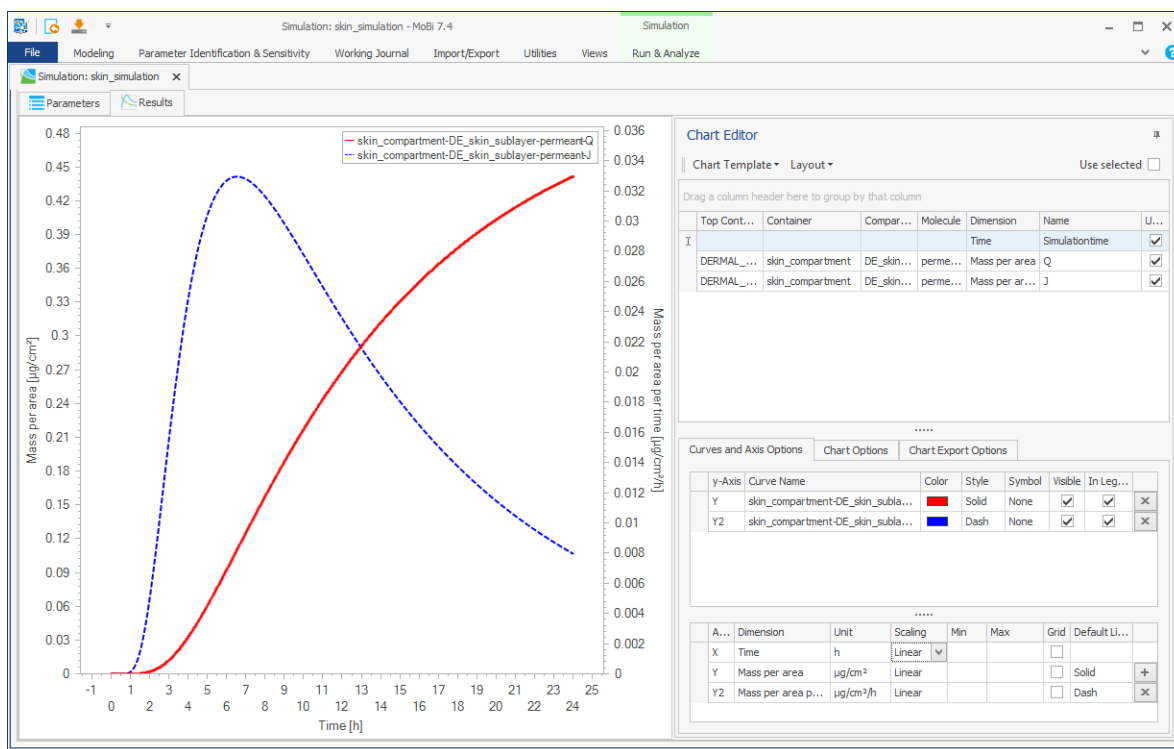 Simulation: skin_simulation - MoBi 7.4
Simulation
File Modeling Parameter Identification & Sensitivity Working Journal Import/Export Utilities Views Run & Analyze
Simulation: skin_simulation
Parameters Results
skin_compartment-DE_skin_sublayer-permeant-Q
skin_compartment-DE_skin_sublayer-permeant-J
Mass per area [µg/cm²]
0.48
0.45
0.42
0.39
0.36
0.33
0.3
0.27
0.24
0.21
0.18
0.15
0.12
0.09
0.06
0.03
0
0.036
0.034
0.032
0.03
0.028
0.026
0.024
0.022
0.02
0.018
0.016
0.014
0.012
0.01
0.008
0.006
0.004
0.002
0
Mass per area per time [µg/cm²/h]
-1 1 3 5 7 9 11 13 15 17 19 21 23 25
0 2 4 6 8 10 12 14 16 18 20 22 24
Time [h]
Chart Editor
Chart Template Layout Use selected
Drag a column header here to group by that column
Top Cont... Container Compar... Molecule Dimension Name U...
Time Simulationtime
DERMAL_... skin_compartment DE_skin... perme... Mass per area Q
DERMAL_... skin_compartment DE_skin... perme... Mass per ar... J
Curves and Axis Options Chart Options Chart Export Options
y-Axis Curve Name Color Style Symbol Visible In Leg...
Y skin_compartment-DE_skin_subla... Solid None
Y2 skin_compartment-DE_skin_subla... Dash None
A... Dimension Unit Scaling Min Max Grid Default Li...
X Time h Linear
Y Mass per area µg/cm² Linear Solid
Y2 Mass per area p... µg/cm²/h Linear Dash